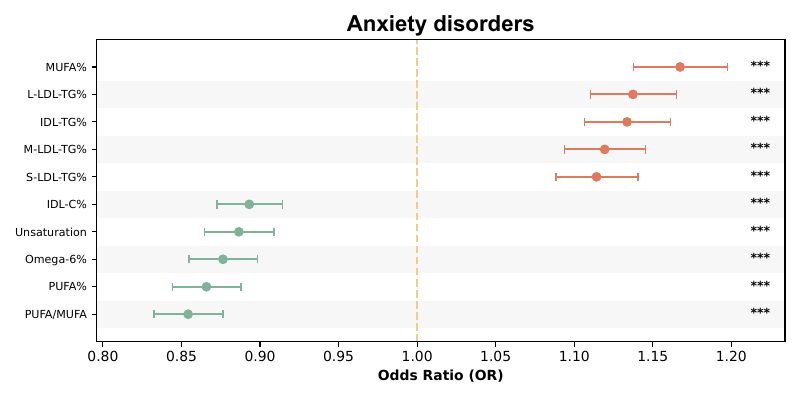 Anxiety disorders
MUFA% ***
L-LDL-TG% ***
IDL-TG% ***
M-LDL-TG% ***
S-LDL-TG% ***
IDL-C% ***
Unsaturation ***
Omega-6% ***
PUFA% ***
PUFA/MUFA ***
0.80 0.85 0.90 0.95 1.00 1.05 1.10 1.15 1.20
Odds Ratio (OR)